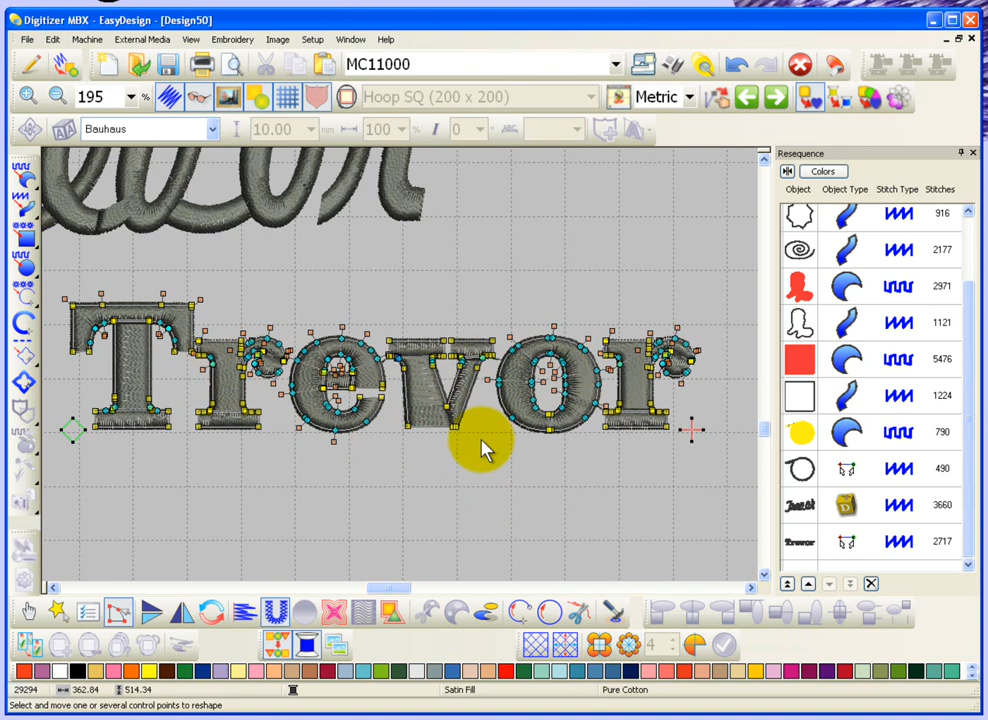 Digitizer MBX - EasyDesign - [Design50]
File Edit Machine External Media View Embroidery Image Setup Window Help
MC11000
195 % Hoop SQ (200 x 200) Metric
Bauhaus 10.00 mm 100 % 0
Resequence
Colors
Object Object Type Stitch Type Stitches
916
2177
2971
1121
5476
1224
790
490
3660
Trevor 2717
Trevor
4
29294 362.84 514.34 Satin Fill Pure Cotton
Select and move one or several control points to reshape